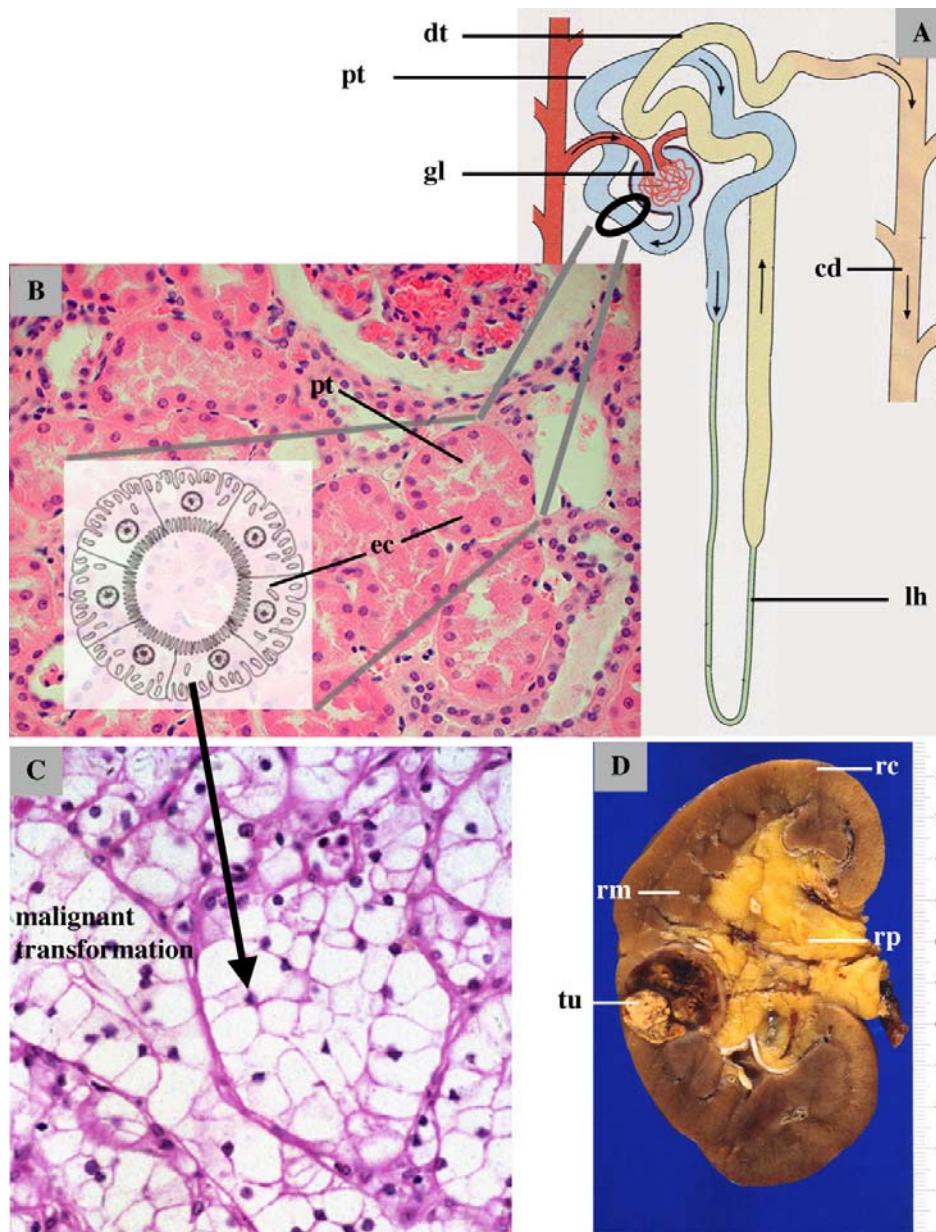 A
dt
pt
gl
cd
lh
B
pt
ec
C
malignant
transformation
D
rc
rm
rp
tu